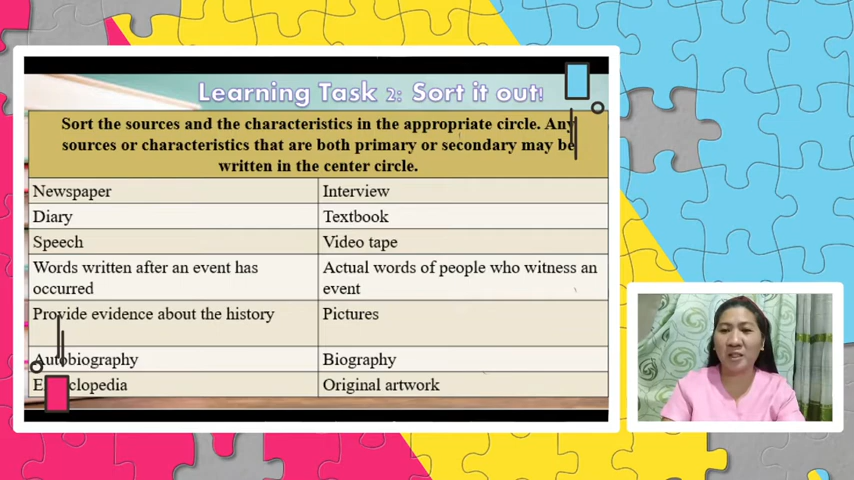 Learning Task 2: Sort it out!
Sort the sources and the characteristics in the appropriate circle. Any
sources or characteristics that are both primary or secondary may be
written in the center circle.
Newspaper
Interview
Diary
Textbook
Speech
Video tape
Words written after an event has
occurred
Actual words of people who witness an
event
Provide evidence about the history
Pictures
Autobiography
Biography
Encyclopedia
Original artwork